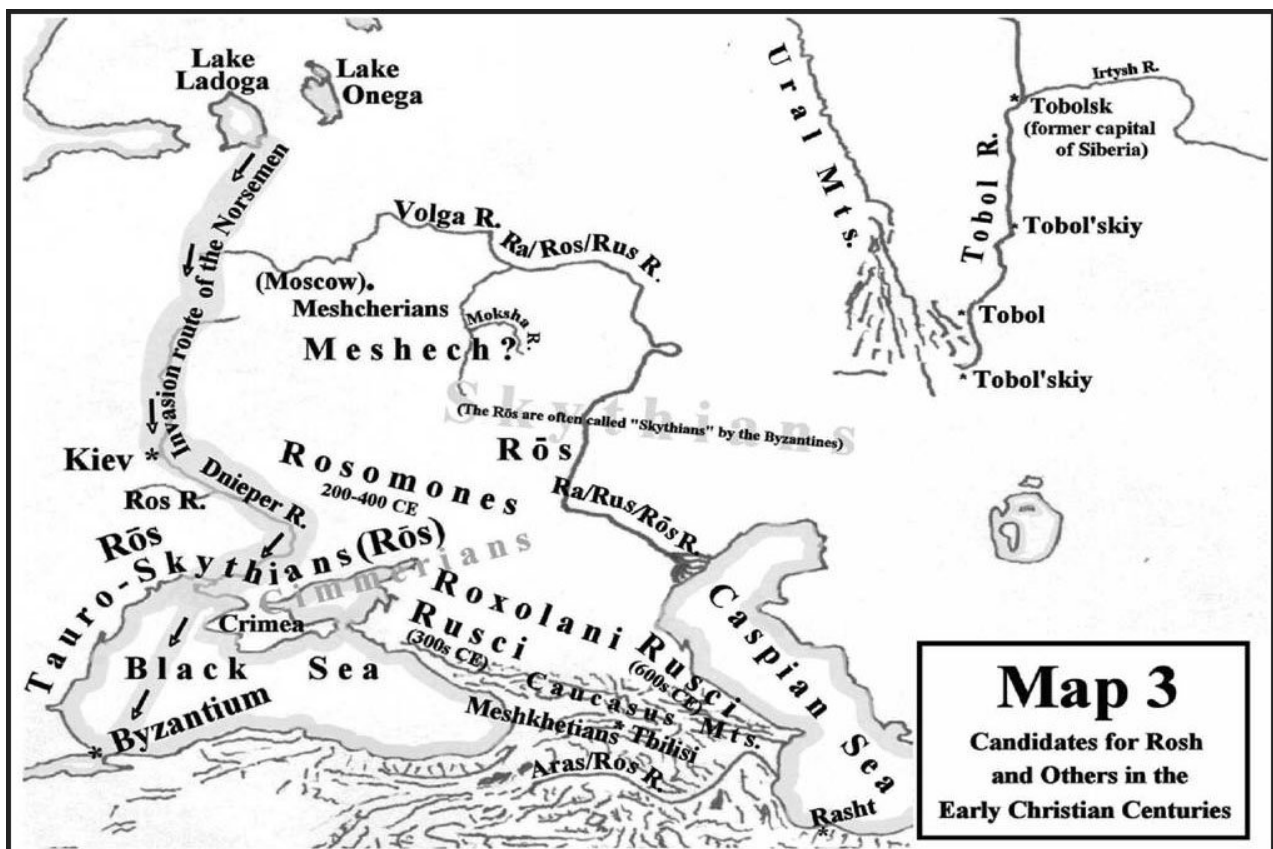 Lake
Ladoga
Lake
Onega
Ural Mts.
Irtysh R.
Tobolsk
(former capital
of Siberia)
Tobol R.
Tobol'skiy
Tobol
Tobol'skiy
Invasion route of the Norsemen
Volga R.
Ra/Ros/Rus R.
(Moscow)
Meshcherians
Moksha R.
Meshech?
Skythians
(The Rōs are often called "Skythians" by the Byzantines)
Rōs
Kiev
Rosomones
200-400 CE
Dnieper R.
Ros R.
Ra/Rus/Rōs R.
Rōs
Tauro-Skythians (Rōs)
Cimmerians
Crimea
Roxolani
Rusci
(300s CE)
Rusci
(600s CE)
Caspian Sea
Black Sea
Byzantium
Caucasus Mts.
Meshkhetians
Tbilisi
Aras/Rōs R.
Rasht
Map 3
Candidates for Rosh
and Others in the
Early Christian Centuries